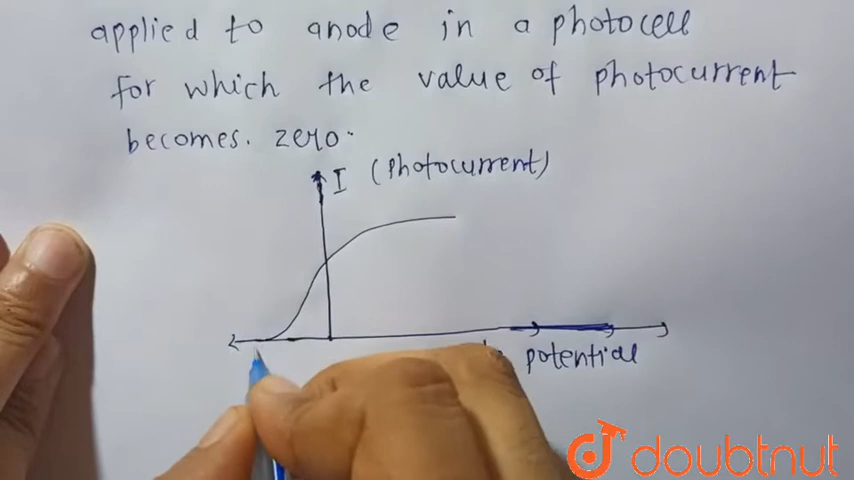 applied to anode in a photocell
for which the value of photocurrent
becomes. zero.
I (Photocurrent)
potential
doubtnut